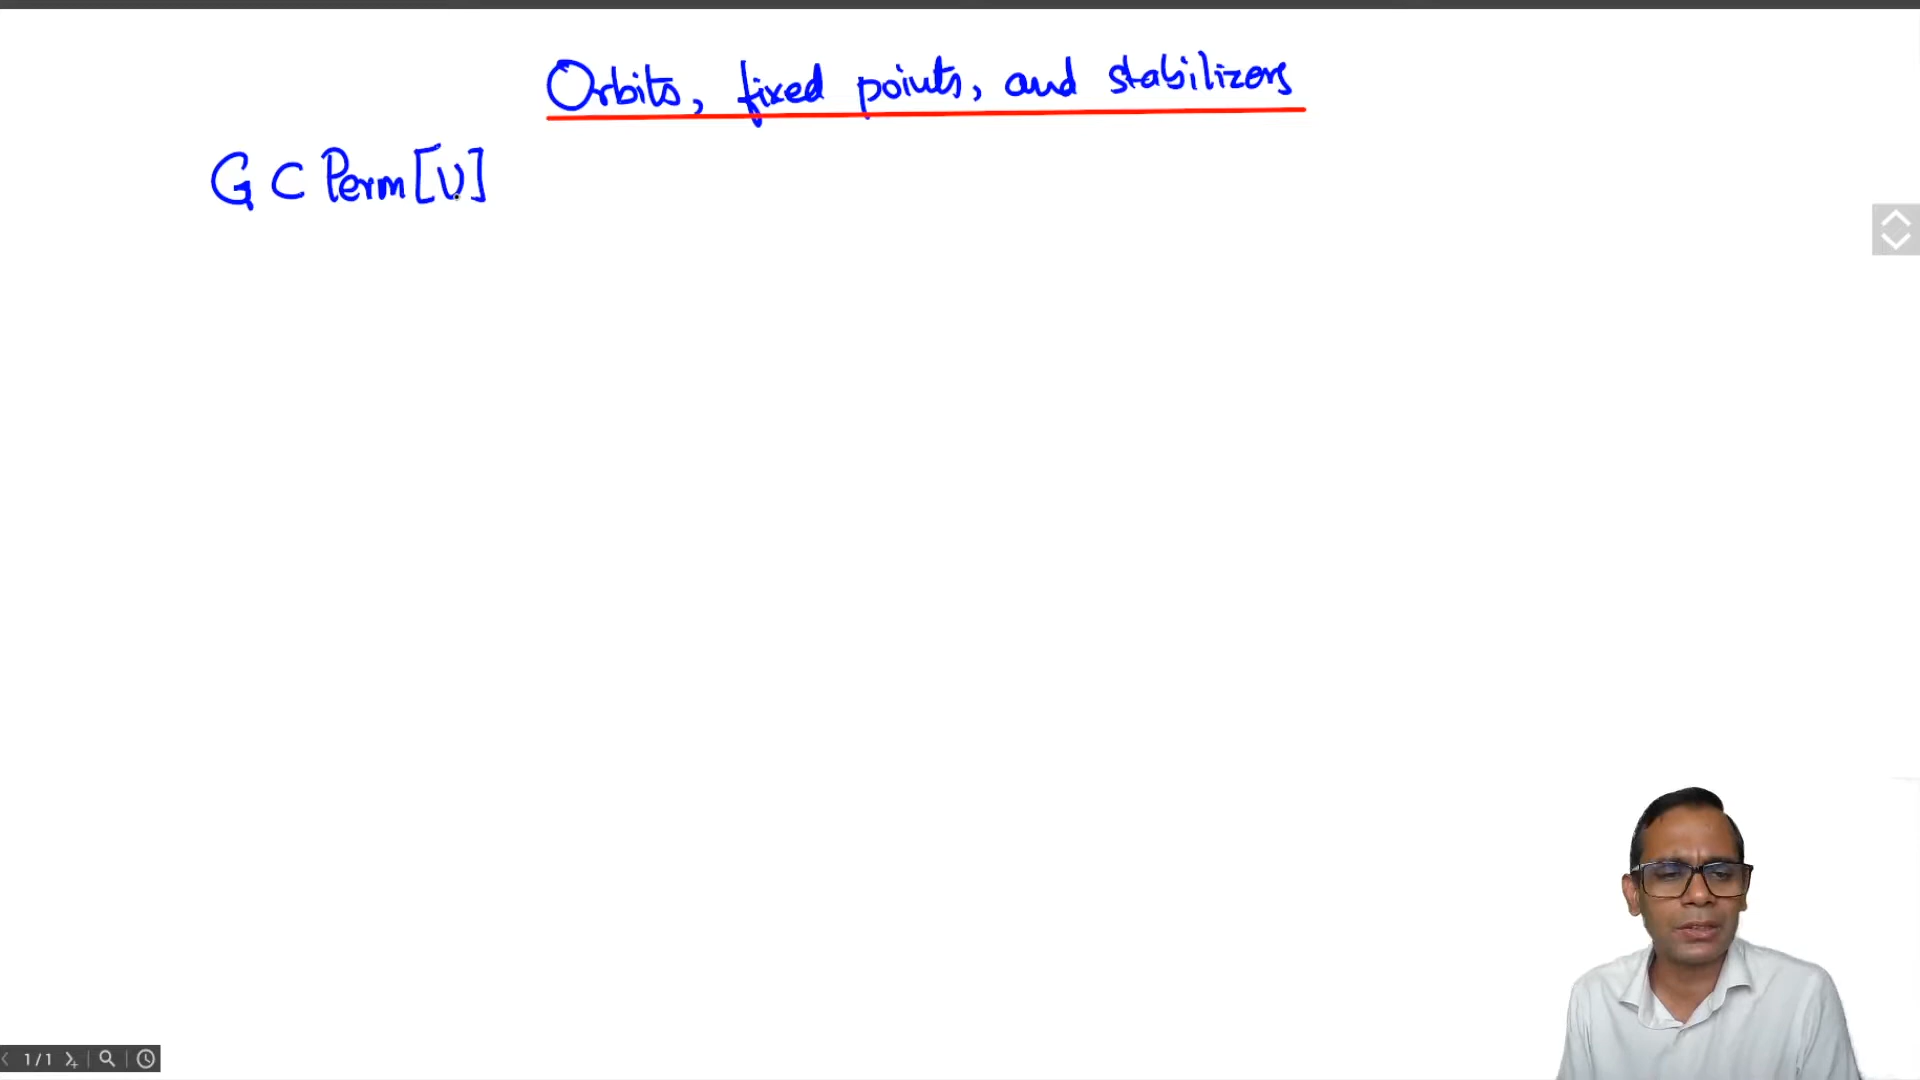 Orbits, fixed points, and stabilizers
G ⊂ Perm[U]
1/1